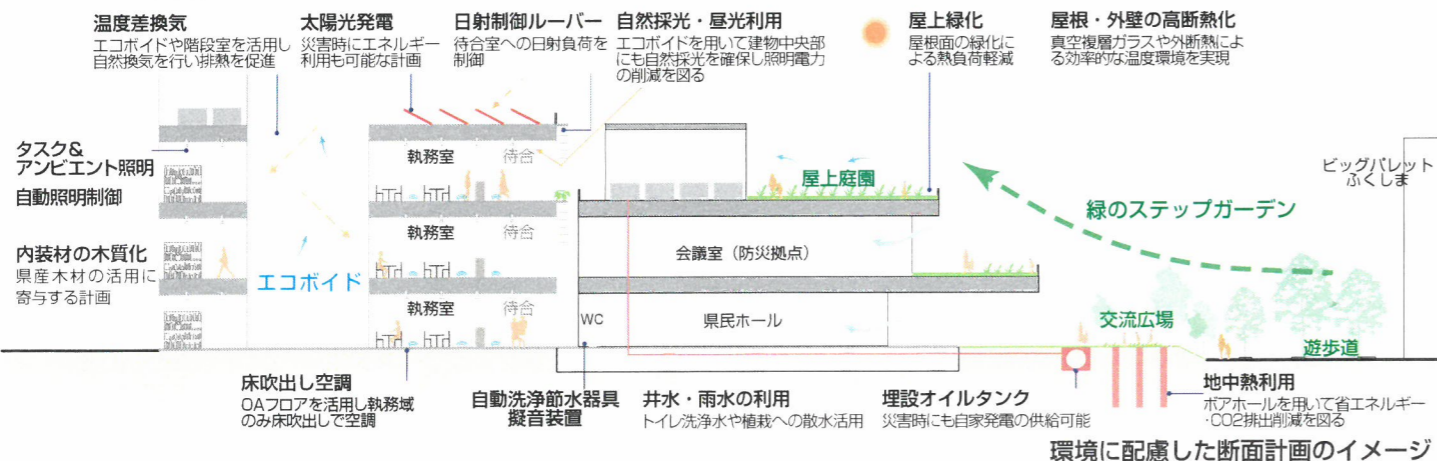 温度差換気
エコボイドや階段室を活用し
自然換気を行い排熱を促進
太陽光発電
災害時にエネルギー
利用も可能な計画
日射制御ルーバー
待合室への日射負荷を
制御
自然採光・昼光利用
エコボイドを用いて建物中央部
にも自然採光を確保し照明電力
の削減を図る
屋上緑化
屋根面の緑化に
よる熱負荷軽減
屋根・外壁の高断熱化
真空複層ガラスや外断熱によ
る効率的な温度環境を実現
タスク&
アンビエント照明
自動照明制御
内装材の木質化
県産木材の活用に
寄与する計画
エコボイド
執務室
待合
執務室
待合
執務室
待合
屋上庭園
会議室（防災拠点）
WC
県民ホール
緑のステップガーデン
ビッグパレット
ふくしま
交流広場
遊歩道
床吹出し空調
OAフロアを活用し執務域
のみ床吹出しで空調
自動洗浄節水器具
擬音装置
井水・雨水の利用
トイレ洗浄水や植栽への散水活用
埋設オイルタンク
災害時にも自家発電の供給可能
地中熱利用
ボアホールを用いて省エネルギー
・CO2排出削減を図る
環境に配慮した断面計画のイメージ